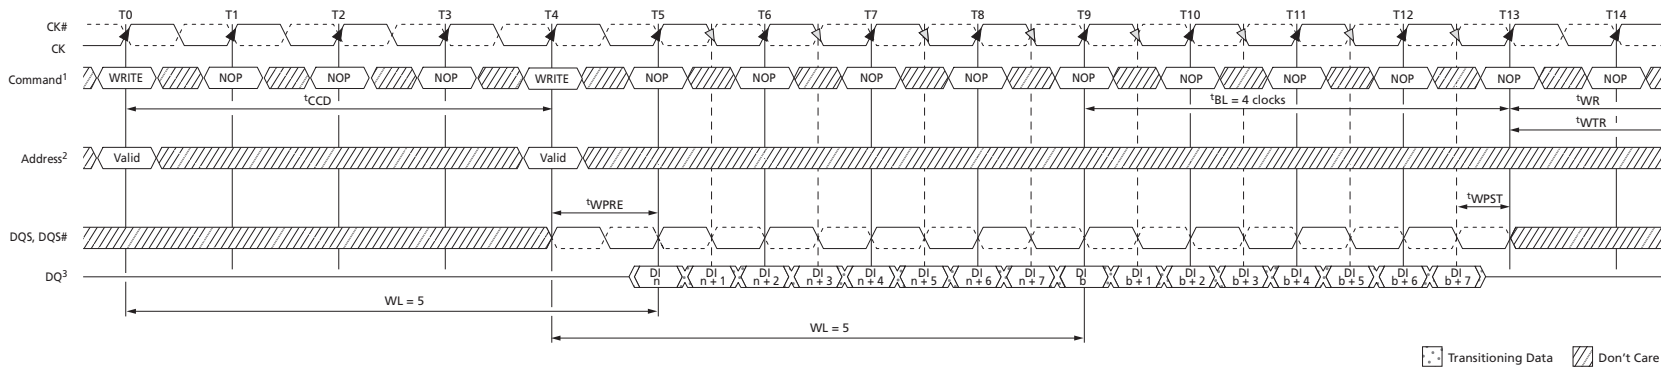 T0 T1 T2 T3 T4 T5 T6 T7 T8 T9 T10 T11 T12 T13 T14
CK#
CK
Command1 WRITE NOP NOP NOP WRITE NOP NOP NOP NOP NOP NOP NOP NOP NOP NOP
tCCD tBL = 4 clocks tWR
tWTR
Address2 Valid Valid
tWPRE tWPST
DQS, DQS#
DQ3 DI n DI n + 1 DI n + 2 DI n + 3 DI n + 4 DI n + 5 DI n + 6 DI n + 7 DI b DI b + 1 DI b + 2 DI b + 3 DI b + 4 DI b + 5 DI b + 6 DI b + 7
WL = 5
WL = 5
Transitioning Data Don't Care